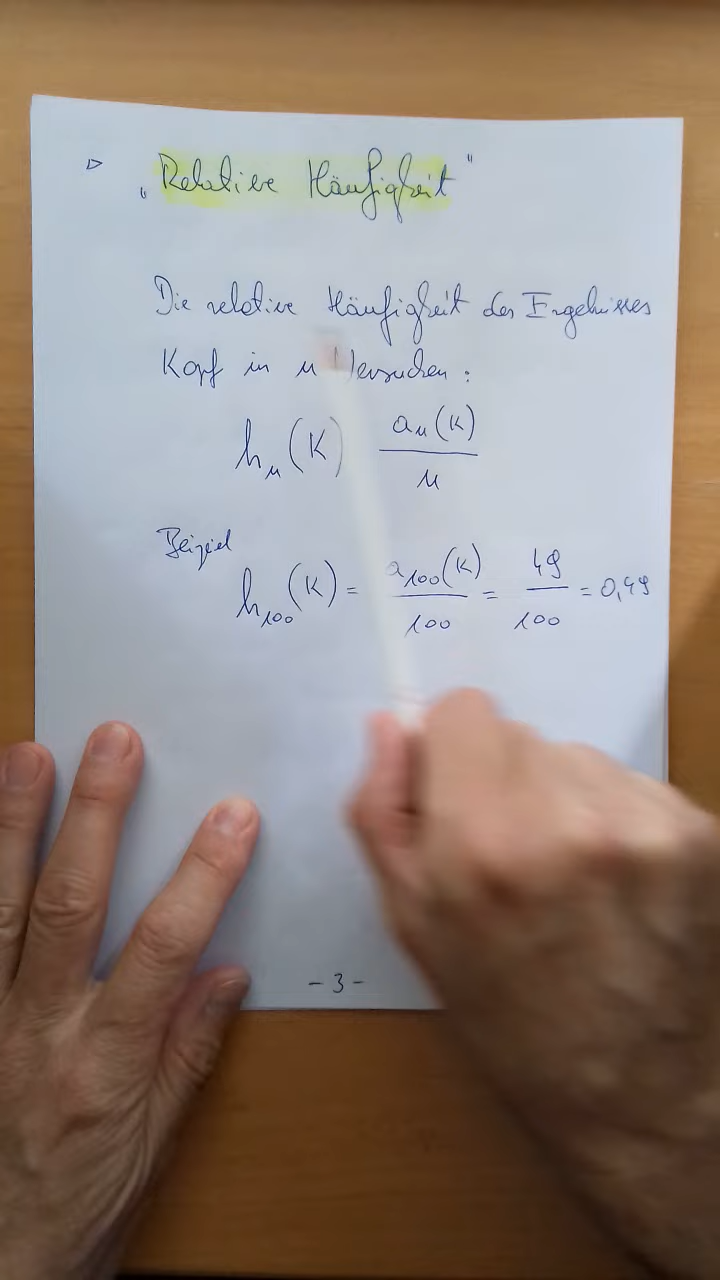 ▷ „Relative Häufigkeit"
Die relative Häufigkeit des Ergebnisses
Kopf in n Versuchen:
hₙ(K) aₙ(K)/n
Beispiel
h₁₀₀(K) = a₁₀₀(K)/100 = 49/100 = 0,49
- 3 -